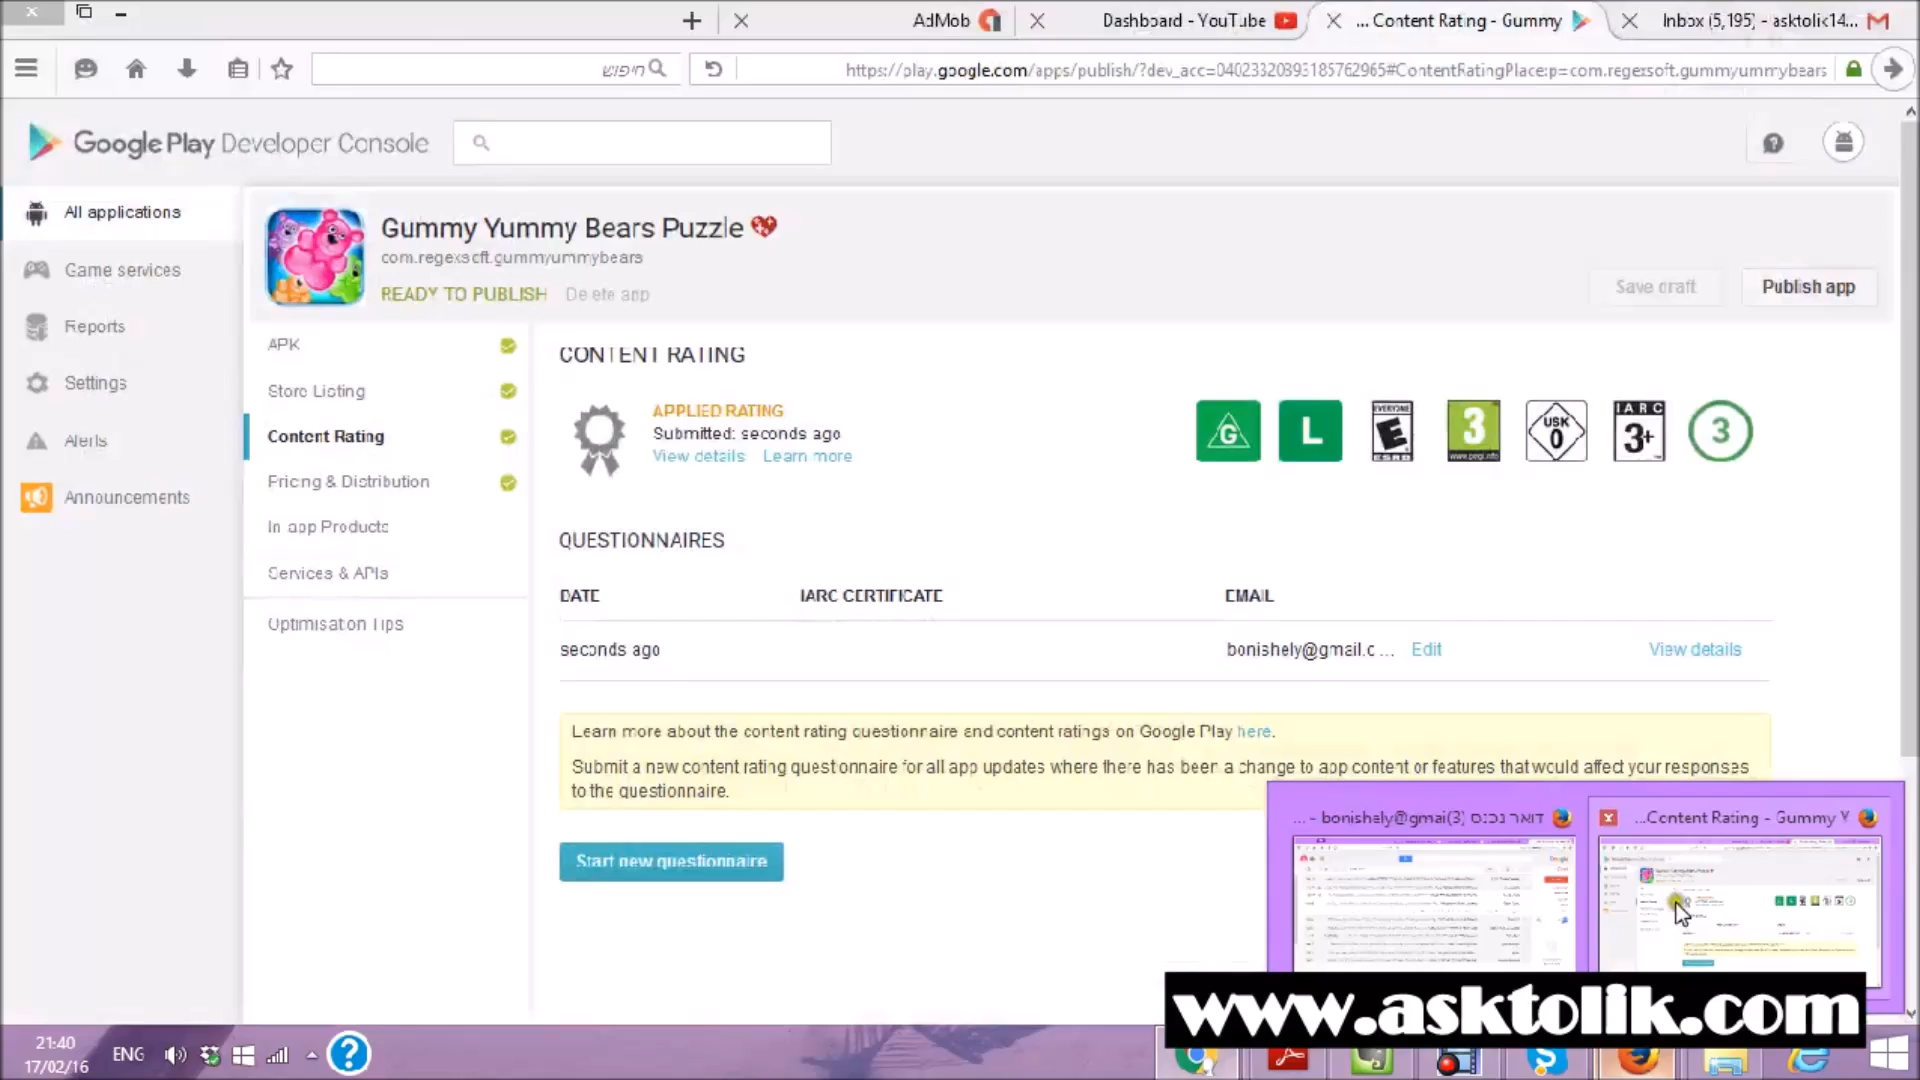 AdMob
Dashboard - YouTube
... Content Rating - Gummy
Inbox (5,195) - asktolik14...
חיפוש
https://play.google.com/apps/publish/?dev_acc=04023320393185762965#ContentRatingPlace:p=com.regexsoft.gummyummybears
Google Play Developer Console
All applications
Game services
Reports
Settings
Alerts
Announcements
Gummy Yummy Bears Puzzle
com.regexsoft.gummyummybears
READY TO PUBLISH Delete app
Save draft
Publish app
APK
Store Listing
Content Rating
Pricing & Distribution
In-app Products
Services & APIs
Optimisation Tips
CONTENT RATING
APPLIED RATING
Submitted: seconds ago
View details Learn more
G
L
EVERYONE
E
ESRB
3
www.pegi.info
USK
0
IARC
3+
3
QUESTIONNAIRES
DATE IARC CERTIFICATE EMAIL
seconds ago bonishely@gmail.c ... Edit View details
Learn more about the content rating questionnaire and content ratings on Google Play here.
Submit a new content rating questionnaire for all app updates where there has been a change to app content or features that would affect your responses
to the questionnaire.
Start new questionnaire
... - bonishely@gmai(3) דואר נכנס
...Content Rating - Gummy Y
www.asktolik.com
21:40
17/02/16
ENG